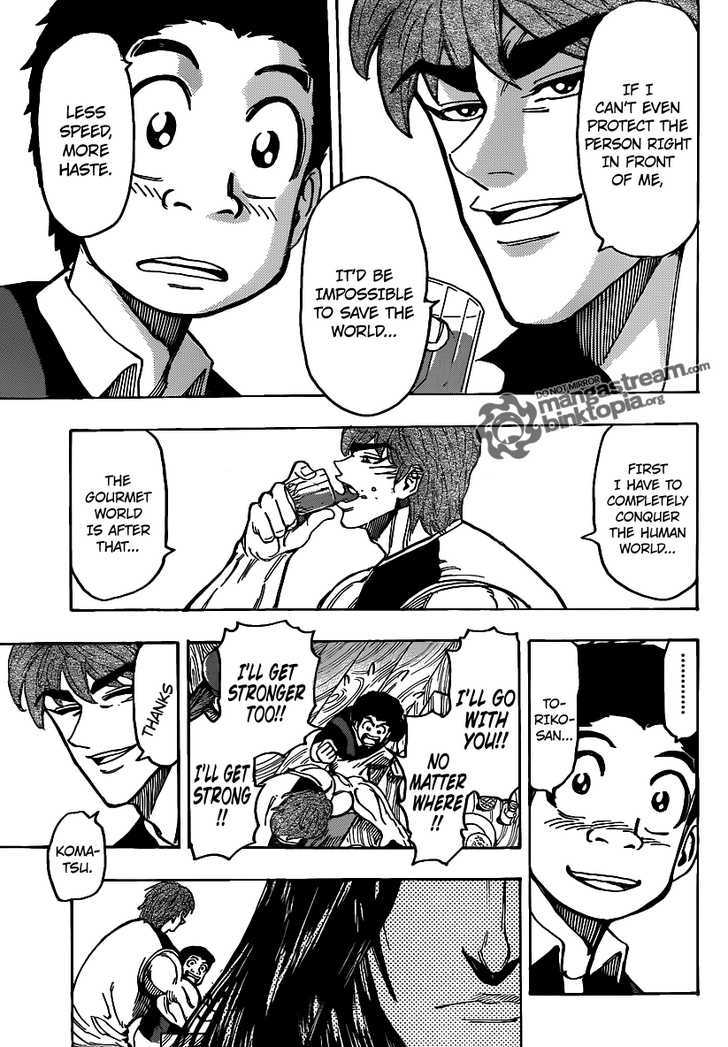 IF I
CAN'T EVEN
PROTECT THE
PERSON RIGHT
IN FRONT
OF ME,
IT'D BE
IMPOSSIBLE
TO SAVE THE
WORLD...
LESS
SPEED,
MORE
HASTE.
DO NOT MIRROR
mangastream.com
binktopia.org
FIRST
I HAVE TO
COMPLETELY
CONQUER
THE HUMAN
WORLD...
THE
GOURMET
WORLD
IS AFTER
THAT...
..........
TO-
RIKO-
SAN...
I'LL GO
WITH
YOU!!
NO
MATTER
WHERE
!!
I'LL GET
STRONGER
TOO!!
I'LL GET
STRONG
!!
THANKS
KOMA-
TSU.